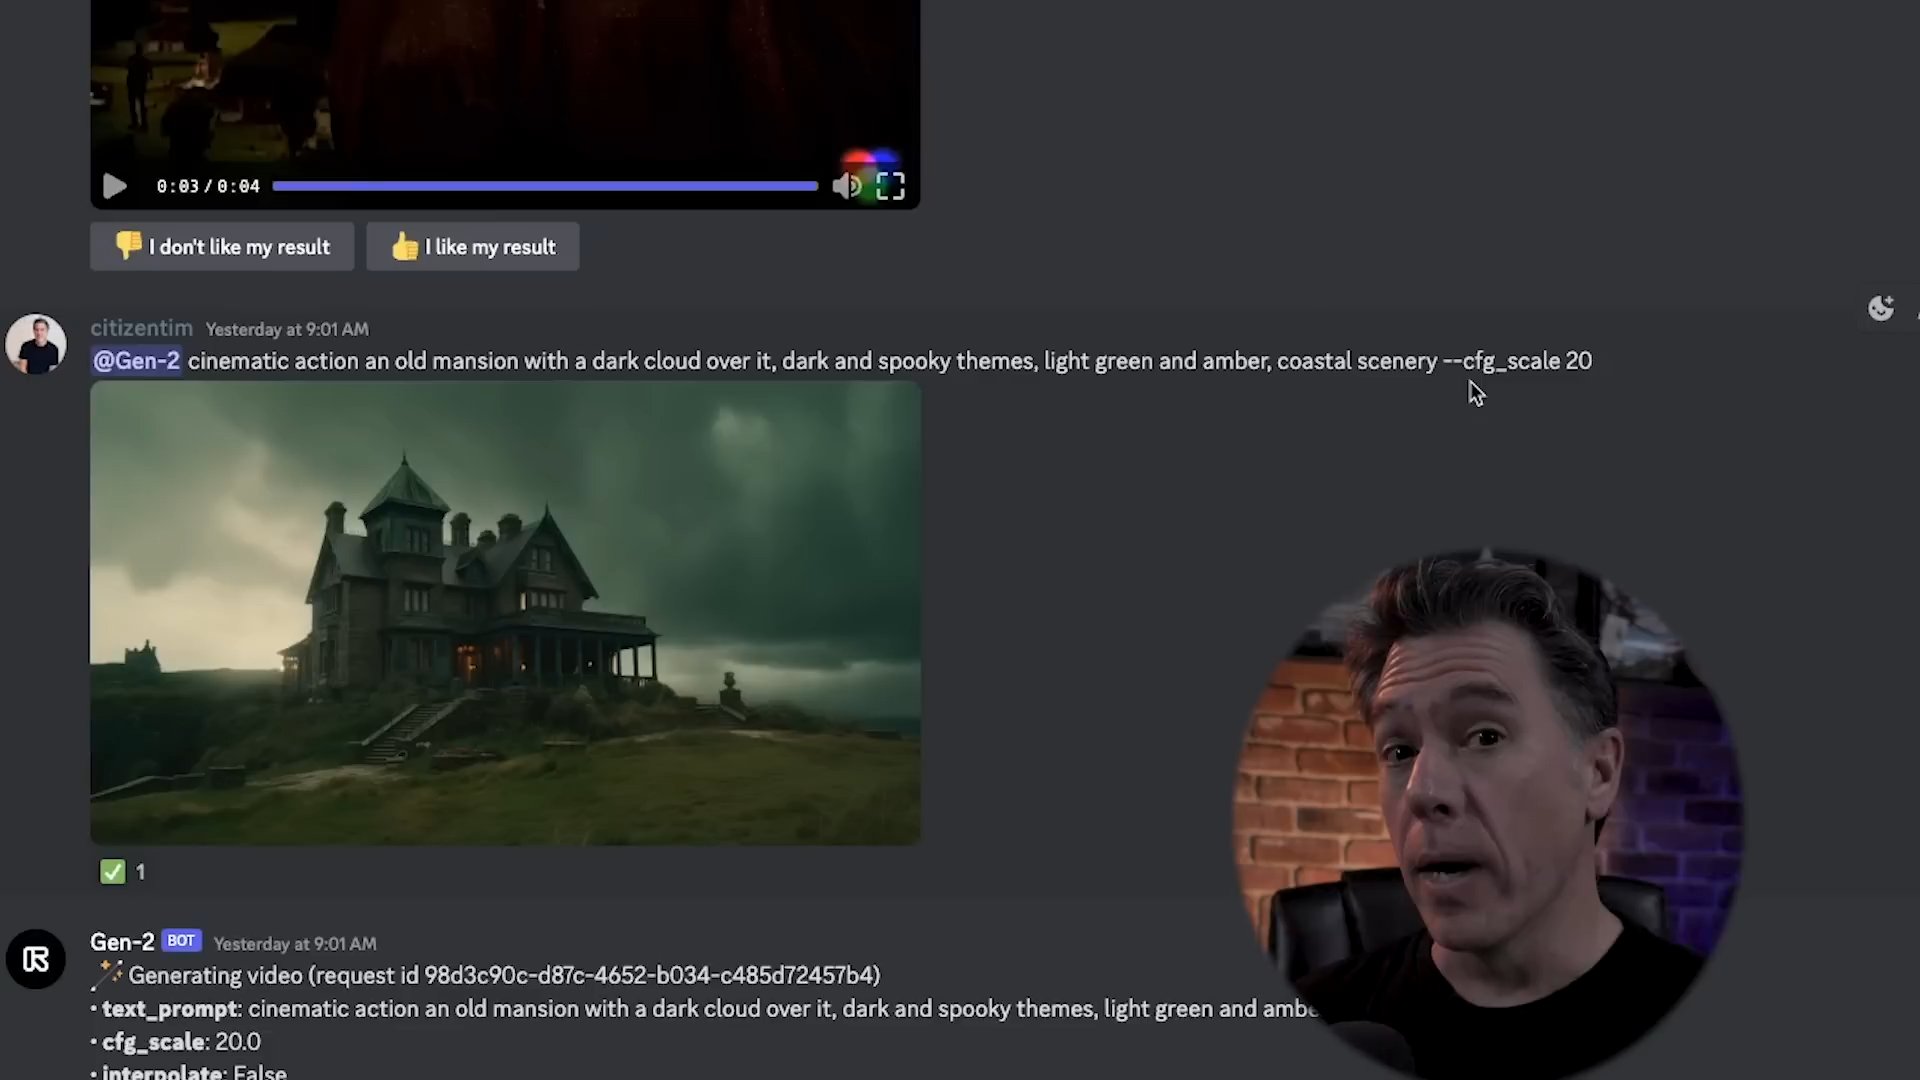 0:03 / 0:04
I don't like my result
I like my result
citizentim Yesterday at 9:01 AM
@Gen-2 cinematic action an old mansion with a dark cloud over it, dark and spooky themes, light green and amber, coastal scenery --cfg_scale 20
1
Gen-2 BOT Yesterday at 9:01 AM
Generating video (request id 98d3c90c-d87c-4652-b034-c485d72457b4)
• text_prompt: cinematic action an old mansion with a dark cloud over it, dark and spooky themes, light green and
• cfg_scale: 20.0
• interpolate: False